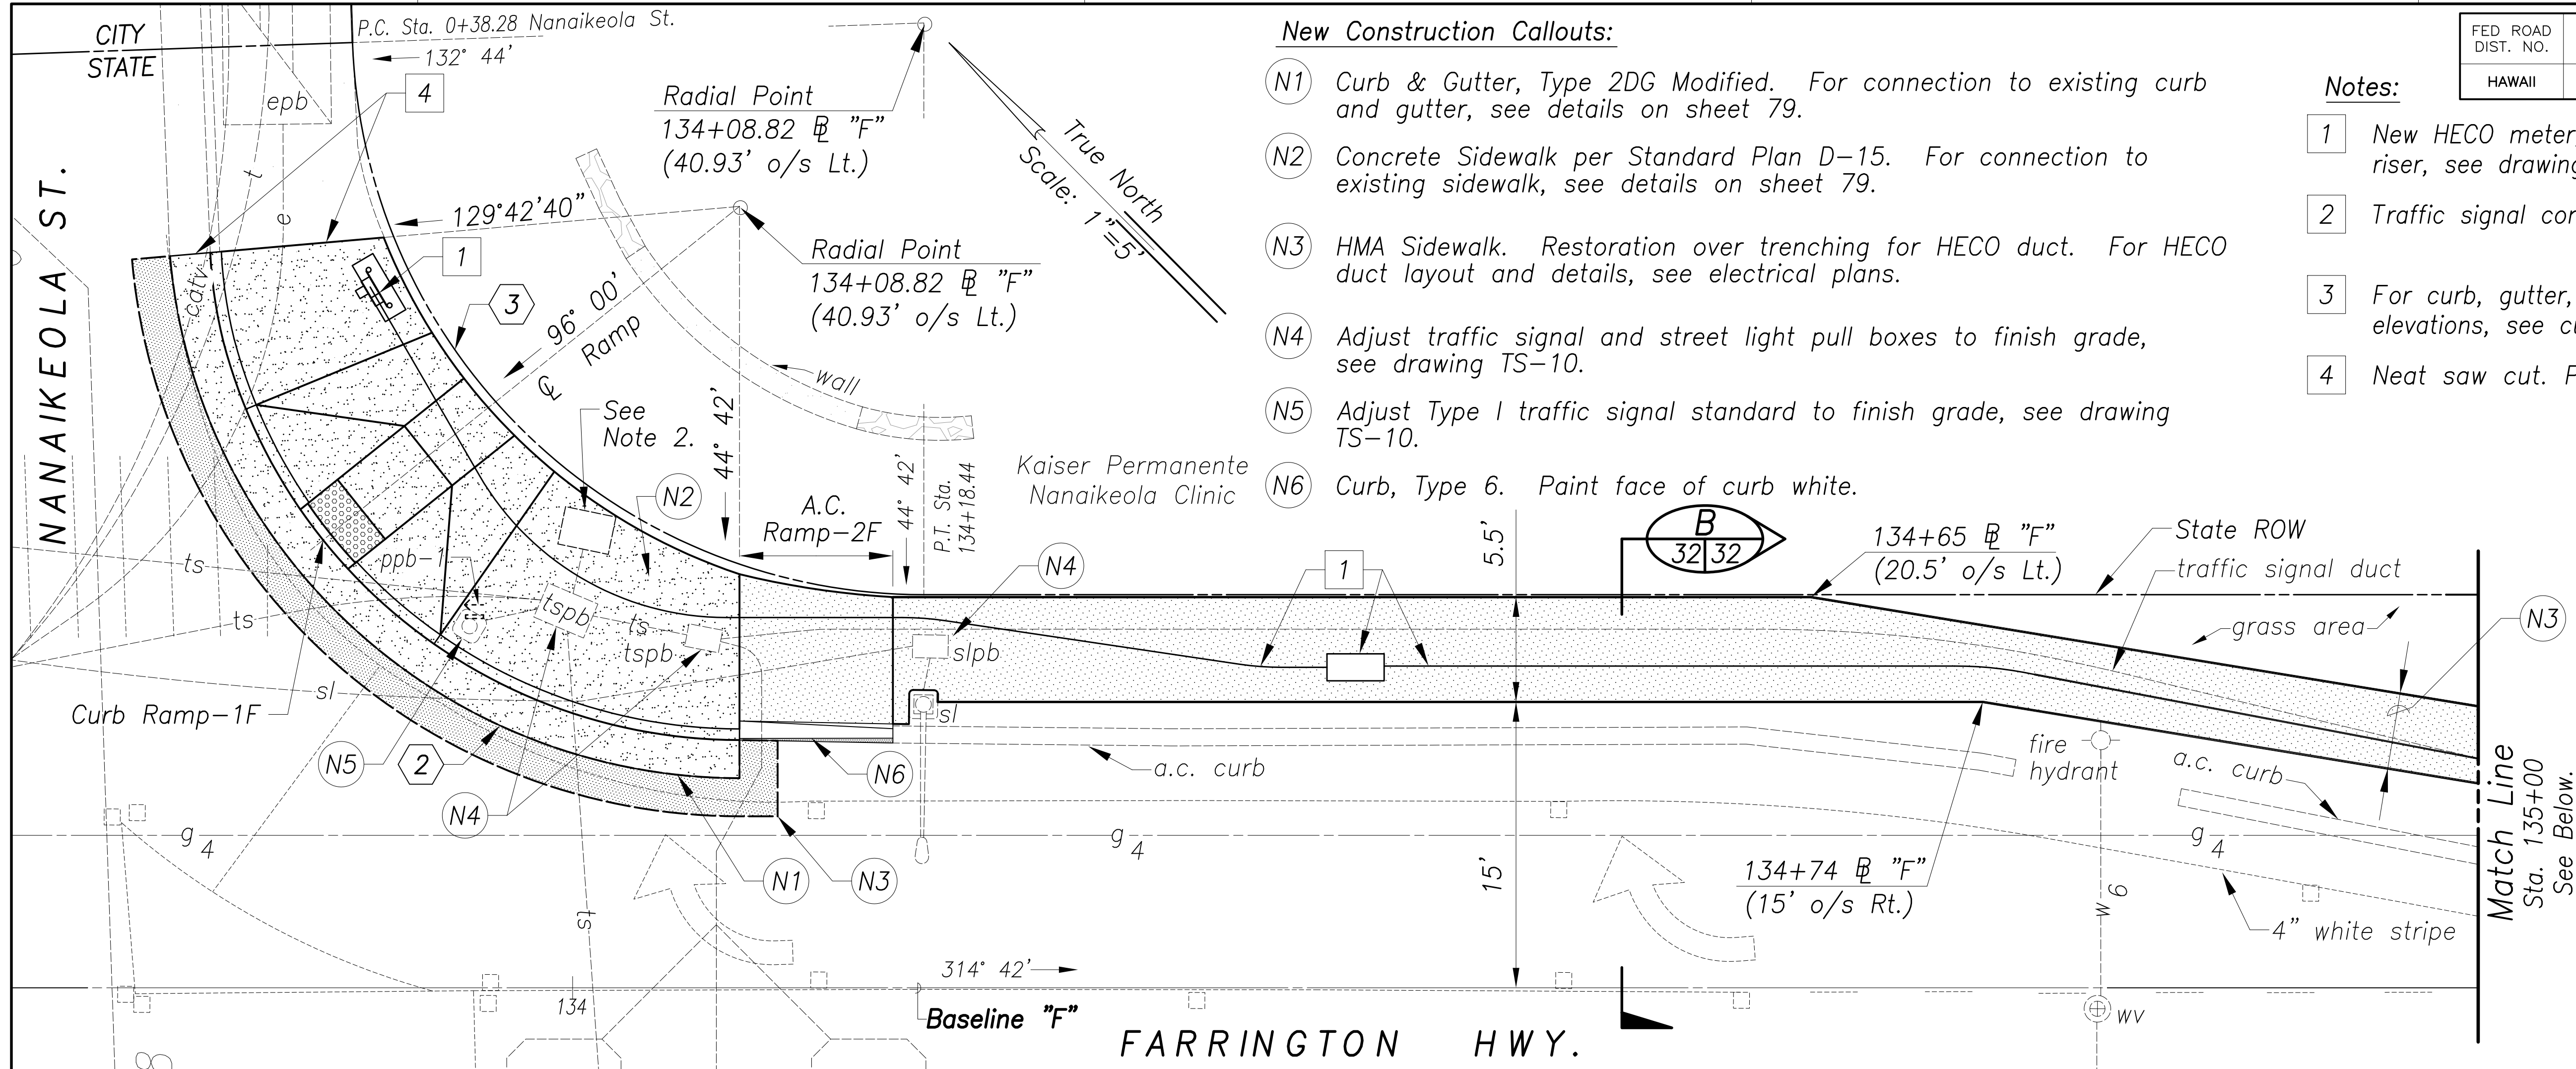 CITY
STATE
P.C. Sta. 0+38.28 Nanaikeola St.
132° 44'
epb
4
Radial Point
134+08.82 BL "F"
(40.93' o/s Lt.)
True North
Scale: 1"=5'
New Construction Callouts:
N1 Curb & Gutter, Type 2DG Modified. For connection to existing curb
and gutter, see details on sheet 79.
N2 Concrete Sidewalk per Standard Plan D-15. For connection to
existing sidewalk, see details on sheet 79.
N3 HMA Sidewalk. Restoration over trenching for HECO duct. For HECO
duct layout and details, see electrical plans.
N4 Adjust traffic signal and street light pull boxes to finish grade,
see drawing TS-10.
N5 Adjust Type I traffic signal standard to finish grade, see drawing
TS-10.
N6 Curb, Type 6. Paint face of curb white.
FED ROAD
DIST. NO.
HAWAII
Notes:
1 New HECO meter,
riser, see drawing
2 Traffic signal con
3 For curb, gutter,
elevations, see cu
4 Neat saw cut. F
NANAIKEOLA ST.
t
e
catv
129°42'40"
1
Radial Point
134+08.82 BL "F"
(40.93' o/s Lt.)
3
96° 00'
CL Ramp
wall
See
Note 2.
N2
44° 42'
A.C.
Ramp-2F
44° 42'
P.T. Sta.
134+18.44
Kaiser Permanente
Nanaikeola Clinic
N4
5.5'
1
B
32 32
134+65 BL "F"
(20.5' o/s Lt.)
State ROW
traffic signal duct
grass area
N3
ts
ppb-1
ts
tspb
ts
tspb
slpb
sl
sl
Curb Ramp-1F
N5
2
N4
N6
a.c. curb
fire
hydrant
a.c. curb
Match Line
Sta. 135+00
See Below.
g 4
g 4
g 4
N1
N3
15'
134+74 BL "F"
(15' o/s Rt.)
w 6
4" white stripe
ts
134
314° 42'
Baseline "F"
wv
FARRINGTON HWY.
8